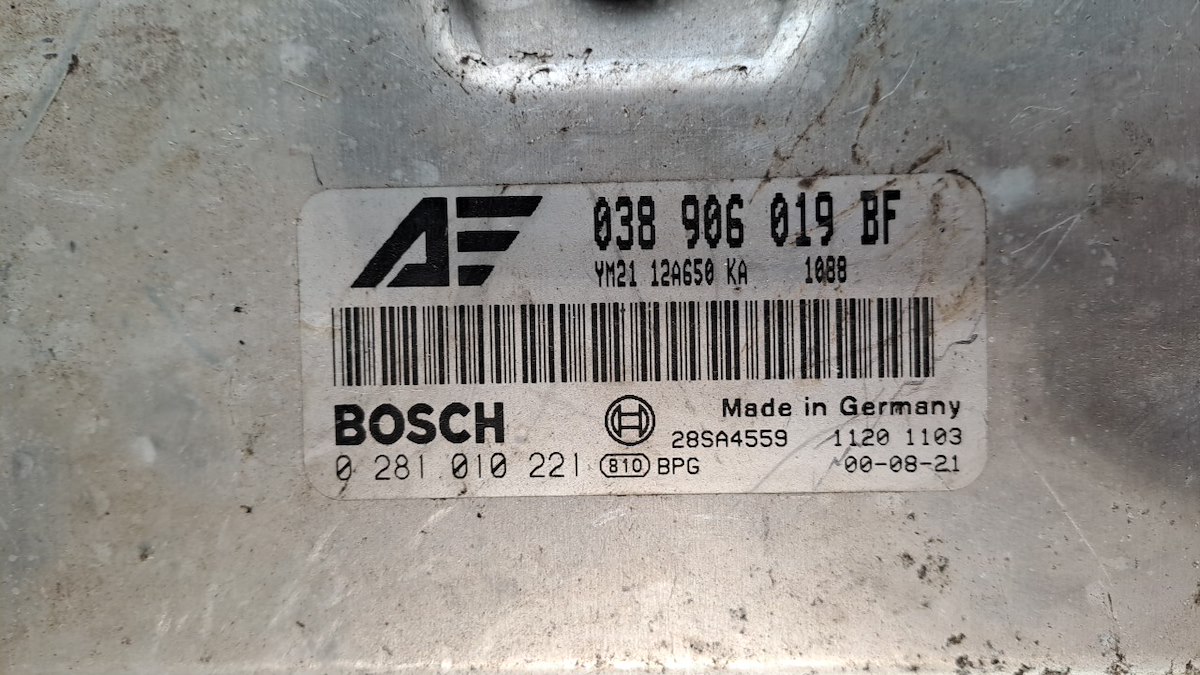 AE
038 906 019 BF
YM21 12A650 KA 1088
BOSCH
Made in Germany
28SA4559 1120 1103
0 281 010 221 810 BPG 00-08-21